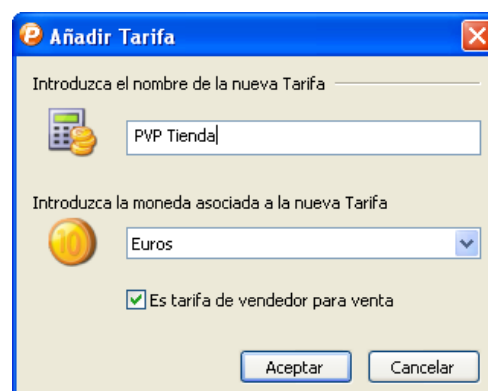 Añadir Tarifa
Introduzca el nombre de la nueva Tarifa
PVP Tienda
Introduzca la moneda asociada a la nueva Tarifa
10
Euros
Es tarifa de vendedor para venta
Aceptar Cancelar